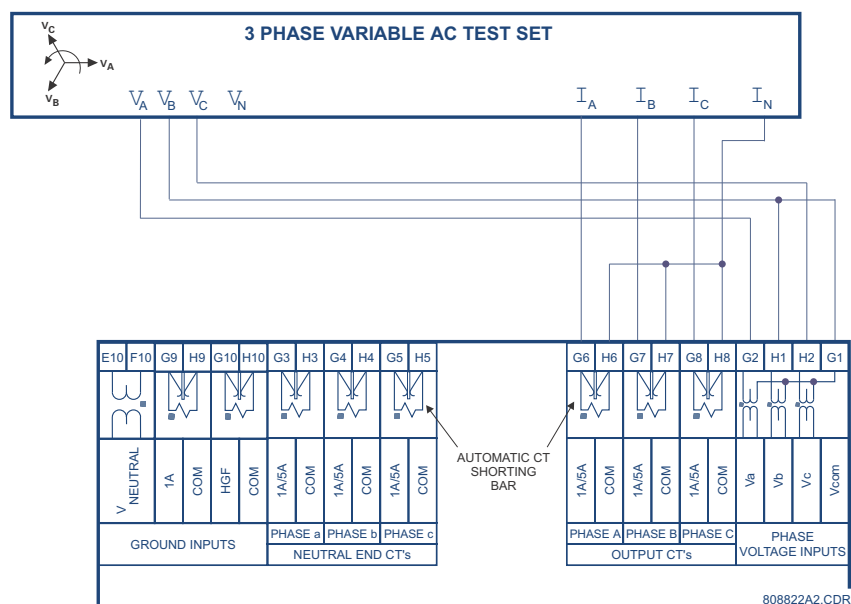 3 PHASE VARIABLE AC TEST SET
VC
VA
VB
VA VB VC VN IA IB IC IN
E10 F10 G9 H9 G10 H10 G3 H3 G4 H4 G5 H5
G6 H6 G7 H7 G8 H8 G2 H1 H2 G1
AUTOMATIC CT
SHORTING
BAR
V NEUTRAL 1A COM HGF COM 1A/5A COM 1A/5A COM 1A/5A COM
1A/5A COM 1A/5A COM 1A/5A COM Va Vb Vc Vcom
GROUND INPUTS
PHASE a PHASE b PHASE c
NEUTRAL END CT's
PHASE A PHASE B PHASE C
OUTPUT CT's
PHASE
VOLTAGE INPUTS
808822A2.CDR